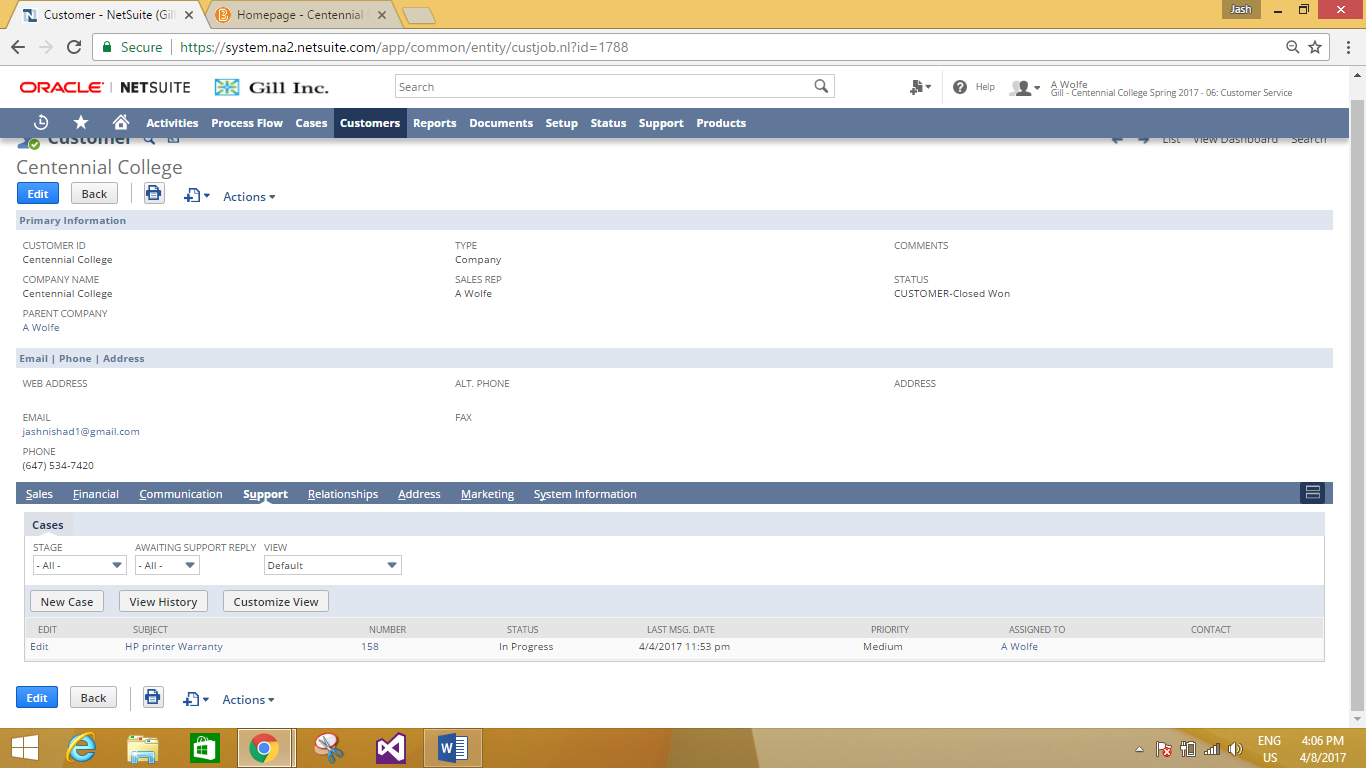 Customer - NetSuite (Gil
Homepage - Centennial
Jash
Secure
https://system.na2.netsuite.com/app/common/entity/custjob.nl?id=1788
ORACLE NETSUITE Gill Inc. Search Help A Wolfe
Gill - Centennial College Spring 2017 - 06: Customer Service
Activities Process Flow Cases Customers Reports Documents Setup Status Support Products
Customer List View Dashboard Search
Centennial College
Edit Back Actions
Primary Information
CUSTOMER ID TYPE COMMENTS
Centennial College Company
COMPANY NAME SALES REP STATUS
Centennial College A Wolfe CUSTOMER-Closed Won
PARENT COMPANY
A Wolfe
Email | Phone | Address
WEB ADDRESS ALT. PHONE ADDRESS
EMAIL FAX
jashnishad1@gmail.com
PHONE
(647) 534-7420
Sales Financial Communication Support Relationships Address Marketing System Information
Cases
STAGE AWAITING SUPPORT REPLY VIEW
- All - - All - Default
New Case View History Customize View
EDIT SUBJECT NUMBER STATUS LAST MSG. DATE PRIORITY ASSIGNED TO CONTACT
Edit HP printer Warranty 158 In Progress 4/4/2017 11:53 pm Medium A Wolfe
Edit Back Actions
ENG 4:06 PM
US 4/8/2017